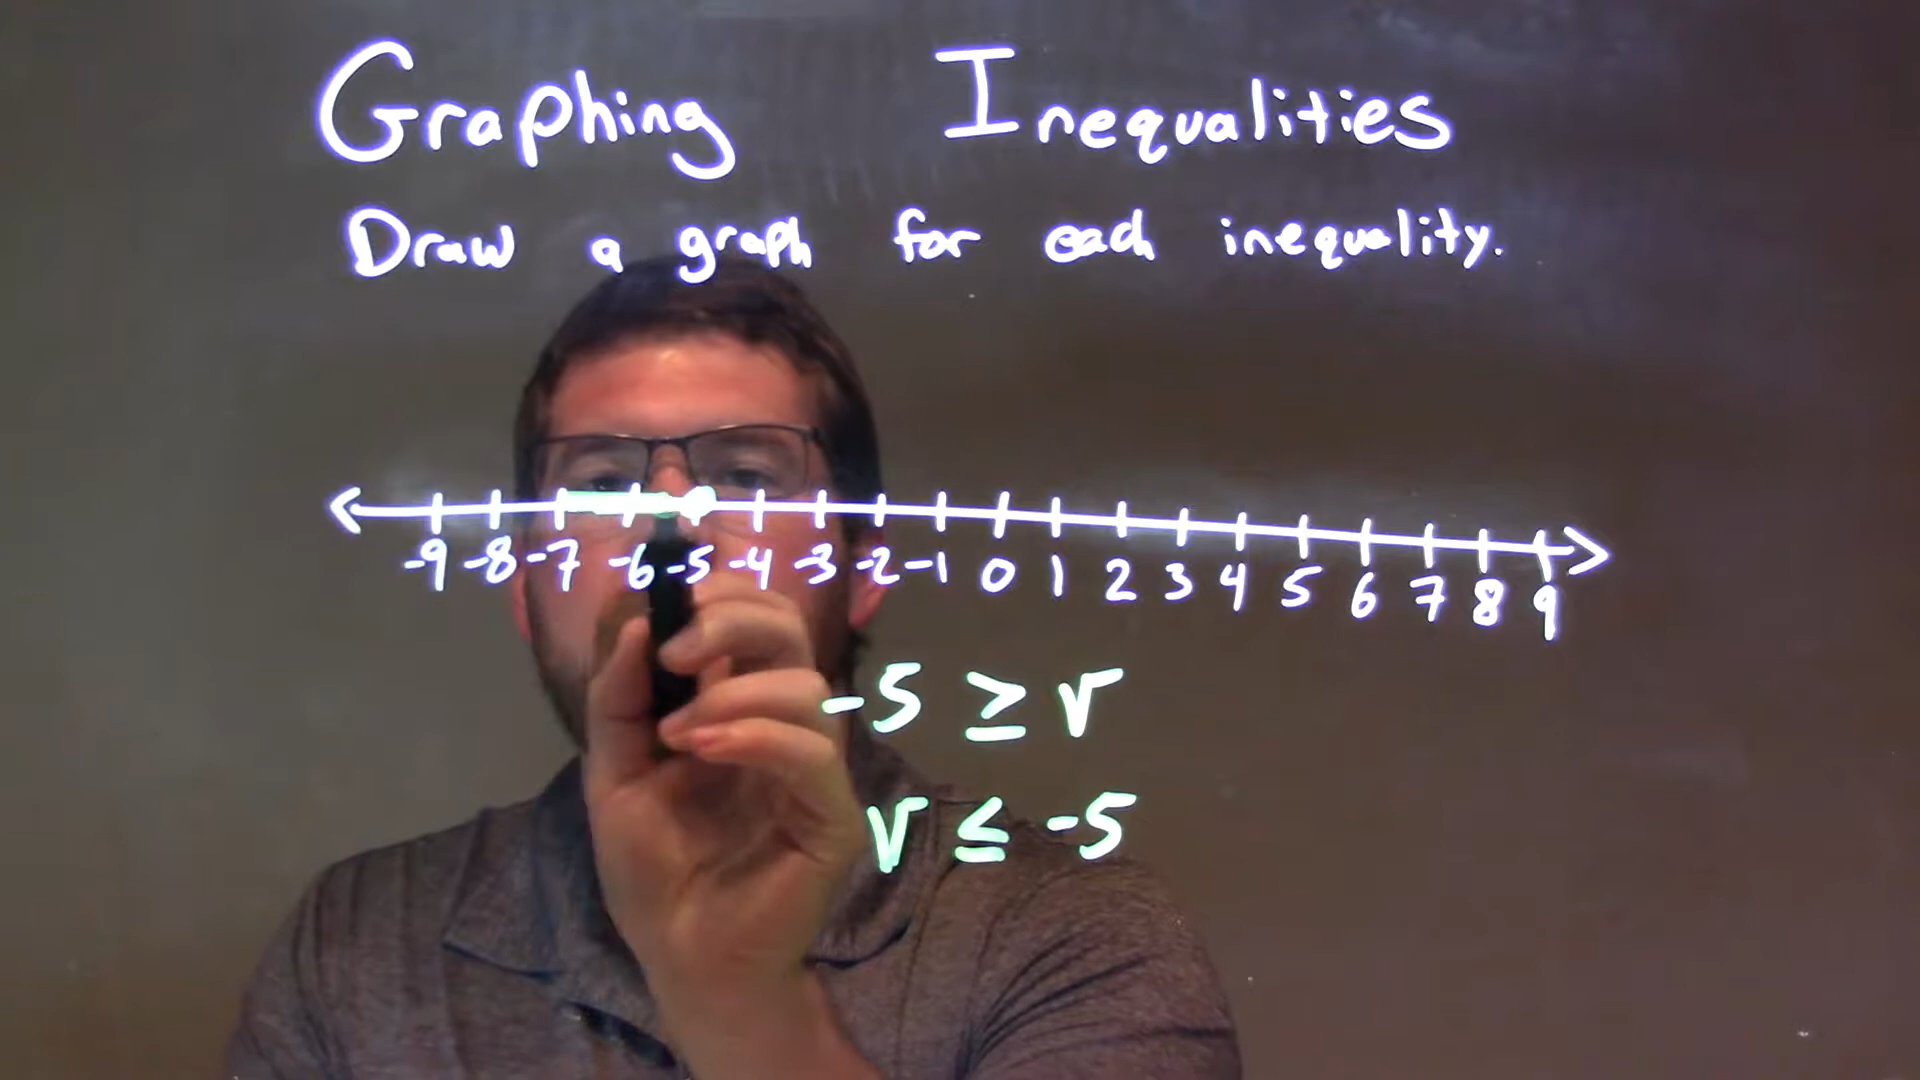 Graphing Inequalities
Draw a graph for each inequality.
-9 -8 -7 -6 -5 -4 -3 -2 -1 0 1 2 3 4 5 6 7 8 9
-5 ≥ r
r ≤ -5